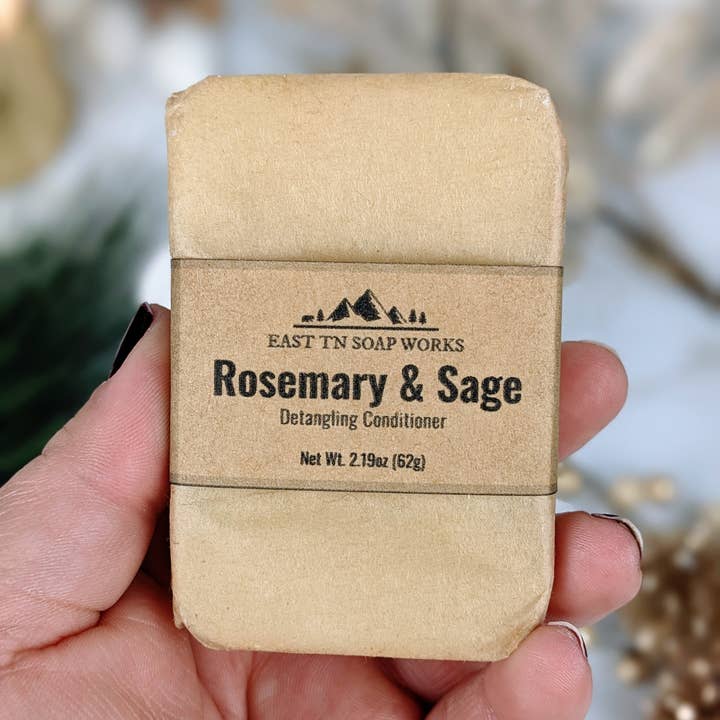 EAST TN SOAP WORKS
Rosemary & Sage
Detangling Conditioner
Net Wt. 2.19oz (62g)